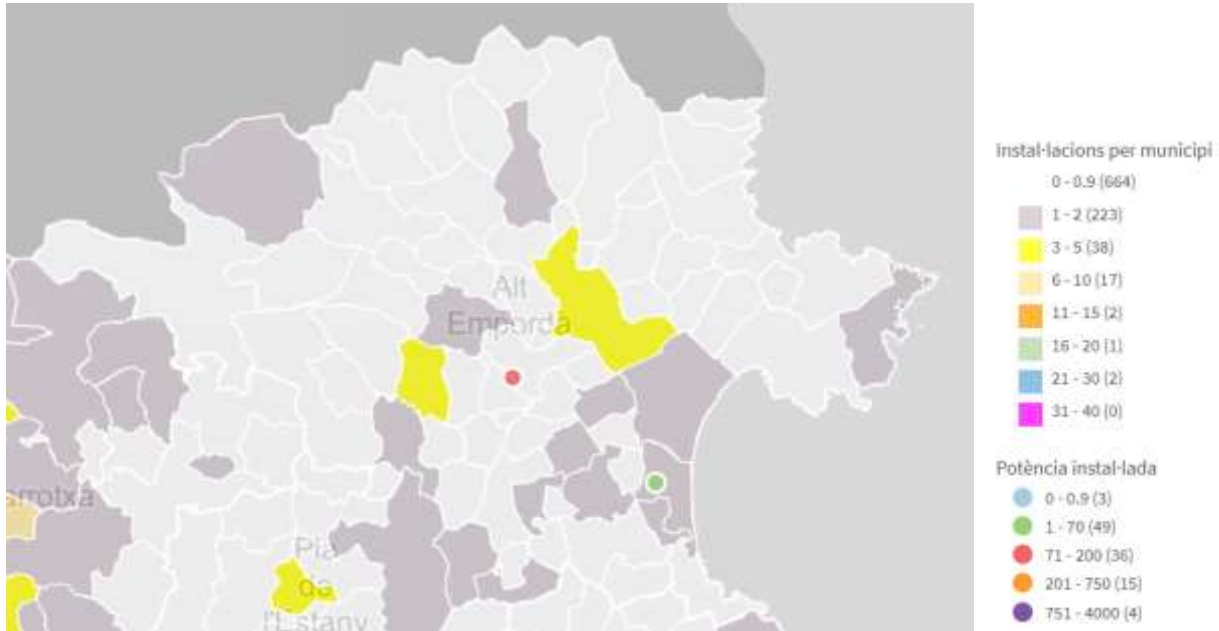 Alt
Empordà
arrotxa
Pla
de
l'Estany
Instal·lacions per municipi
0 - 0.9 (664)
1 - 2 (223)
3 - 5 (38)
6 - 10 (17)
11 - 15 (2)
16 - 20 (1)
21 - 30 (2)
31 - 40 (0)
Potència instal·lada
0 - 0.9 (3)
1 - 70 (49)
71 - 200 (36)
201 - 750 (15)
751 - 4000 (4)